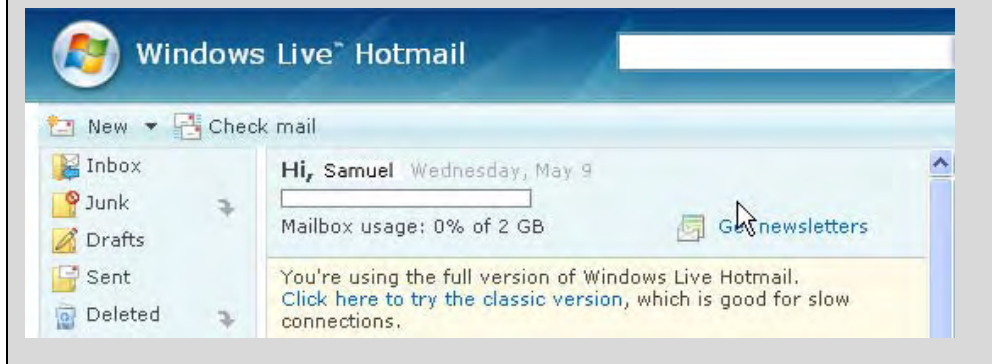 Windows Live™ Hotmail
New Check mail
Inbox
Junk
Drafts
Sent
Deleted
Hi, Samuel Wednesday, May 9
Mailbox usage: 0% of 2 GB
Get newsletters
You're using the full version of Windows Live Hotmail.
Click here to try the classic version, which is good for slow
connections.